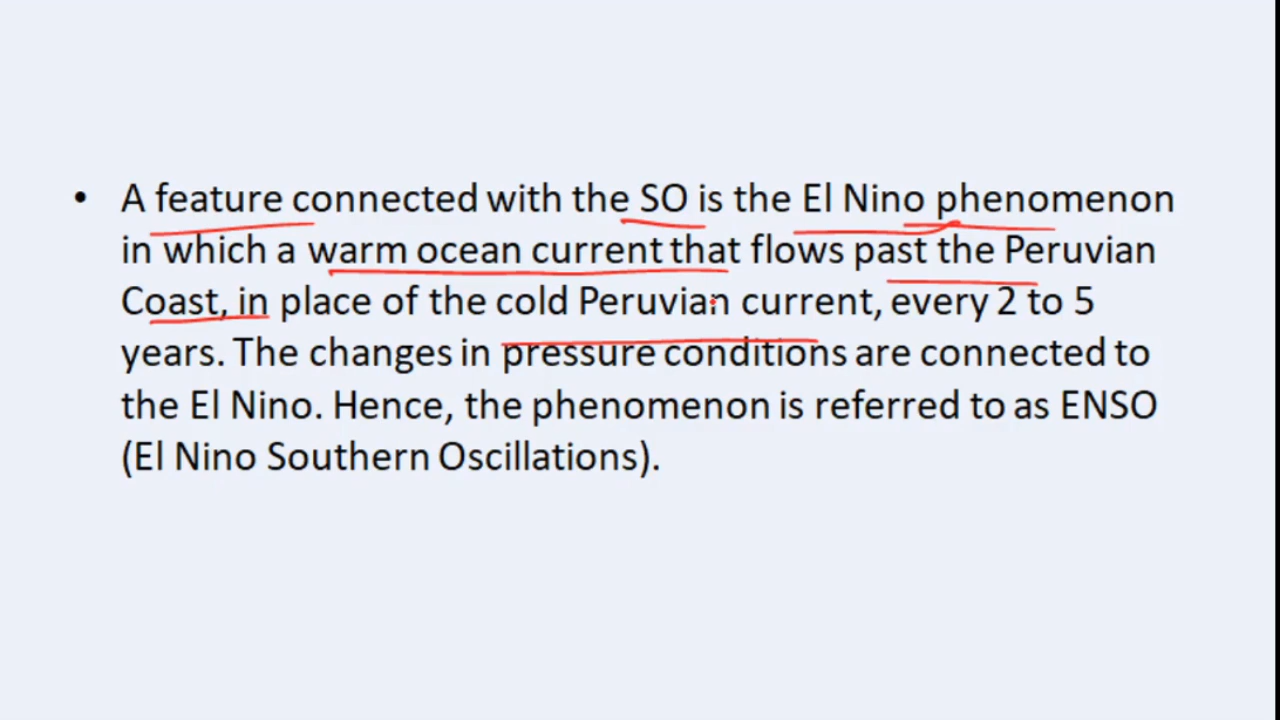 • A feature connected with the SO is the El Nino phenomenon
in which a warm ocean current that flows past the Peruvian
Coast, in place of the cold Peruvian current, every 2 to 5
years. The changes in pressure conditions are connected to
the El Nino. Hence, the phenomenon is referred to as ENSO
(El Nino Southern Oscillations).